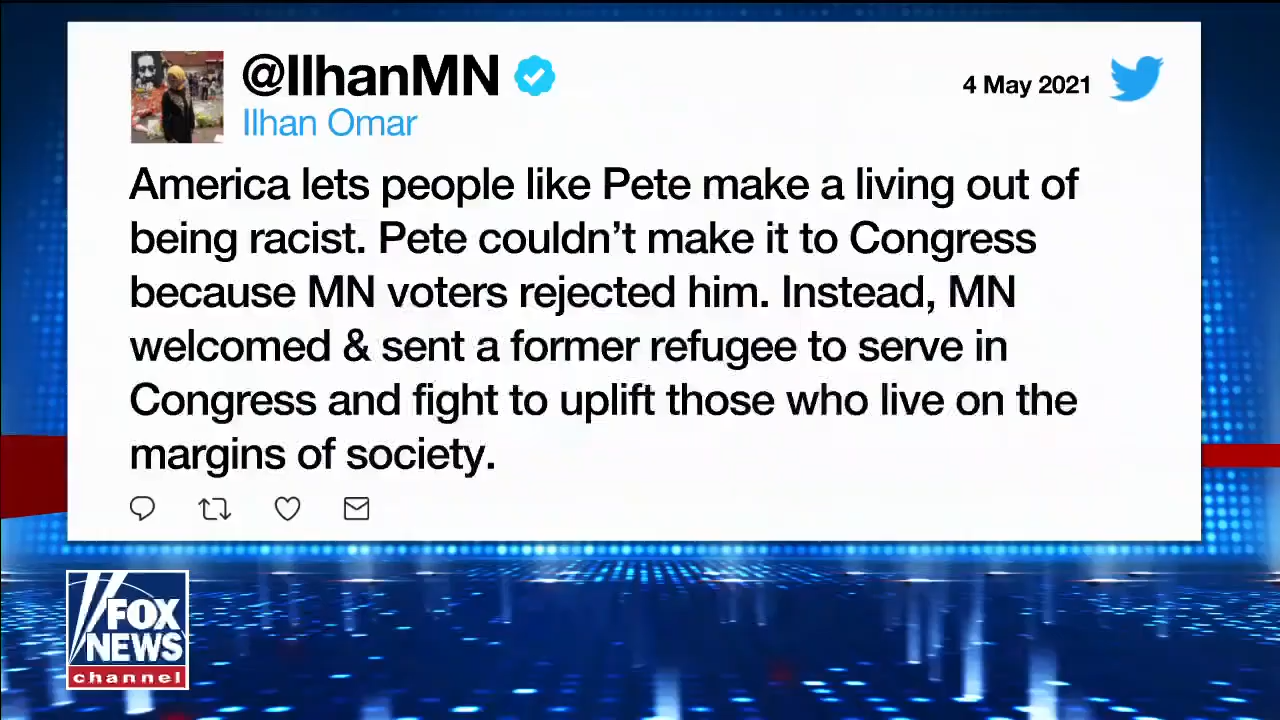 @IlhanMN
4 May 2021
Ilhan Omar
America lets people like Pete make a living out of
being racist. Pete couldn’t make it to Congress
because MN voters rejected him. Instead, MN
welcomed & sent a former refugee to serve in
Congress and fight to uplift those who live on the
margins of society.
FOX
NEWS
channel